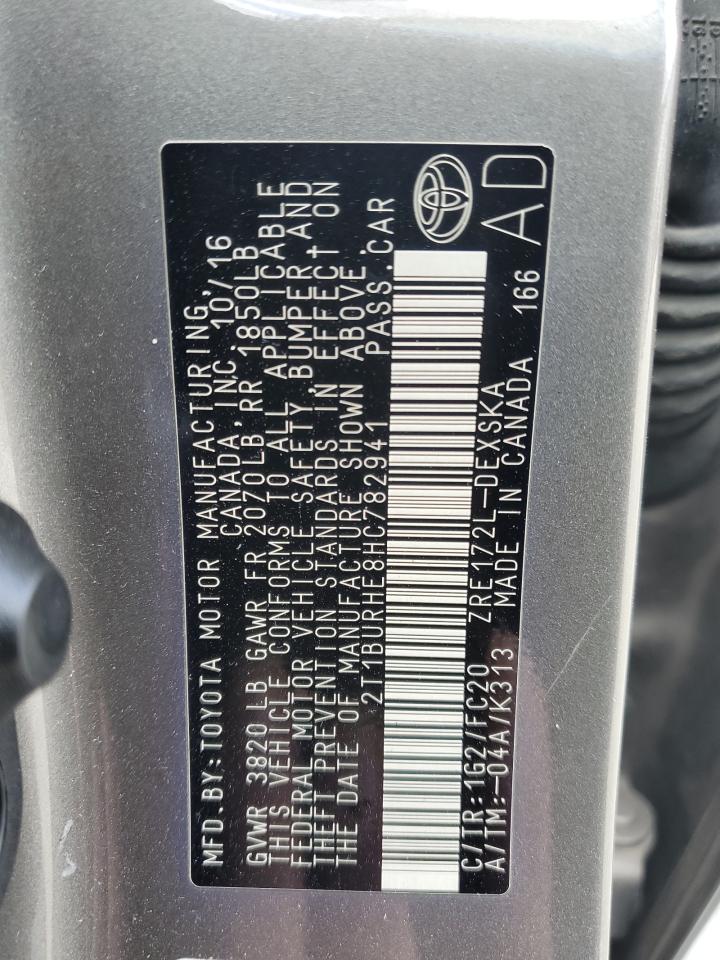 MFD BY:TOYOTA MOTOR MANUFACTURING,
CANADA, INC. 10/16
GVWR 3820LB GAWR FR 2070LB, RR 1850LB
THIS VEHICLE CONFORMS TO ALL APPLICABLE
FEDERAL MOTOR VEHICLE SAFETY, BUMPER AND
THEFT PREVENTION STANDARDS IN EFFECT ON
THE DATE OF MANUFACTURE SHOWN ABOVE.
2T1BURHE8HC782941 PASS.CAR
C/TR:1G2/FC20 ZRE172L-DEXSKA
A/TM:-04A/K313 MADE IN CANADA 166
AD